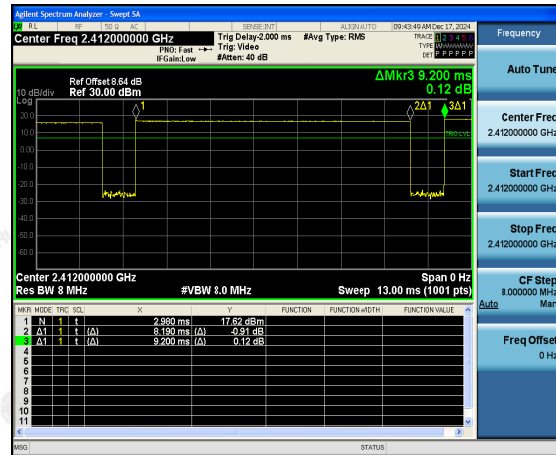 Agilent Spectrum Analyzer - Swept SA
RL RF 50 Ω AC SENSE:INT ALIGN AUTO 09:43:49 AM Dec 17, 2024
Center Freq 2.412000000 GHz
PNO: Fast
IFGain:Low
Trig Delay-2.000 ms
Trig: Video
#Atten: 40 dB
#Avg Type: RMS
TRACE 1 2 3 4 5 6
TYPE WWWWWW
DET P P P P P P
Frequency
Auto Tune
Center Freq
2.412000000 GHz
Start Freq
2.412000000 GHz
Stop Freq
2.412000000 GHz
CF Step
8.000000 MHz
Auto Man
Freq Offset
0 Hz
ΔMkr3 9.200 ms
0.12 dB
Ref Offset 8.64 dB
10 dB/div Ref 30.00 dBm
Log
20.0
10.0
0.00
-10.0
-20.0
-30.0
-40.0
-50.0
-60.0
1
2Δ1
3Δ1
TRIG LVL
Center 2.412000000 GHz Span 0 Hz
Res BW 8 MHz #VBW 8.0 MHz Sweep 13.00 ms (1001 pts)
MKR MODE TRC SCL X Y FUNCTION FUNCTION WIDTH FUNCTION VALUE
1 N 1 t 2.980 ms 17.62 dBm
2 Δ1 1 t (Δ) 8.190 ms (Δ) -0.91 dB
3 Δ1 1 t (Δ) 9.200 ms (Δ) 0.12 dB
4
5
6
7
8
9
10
11
MSG STATUS